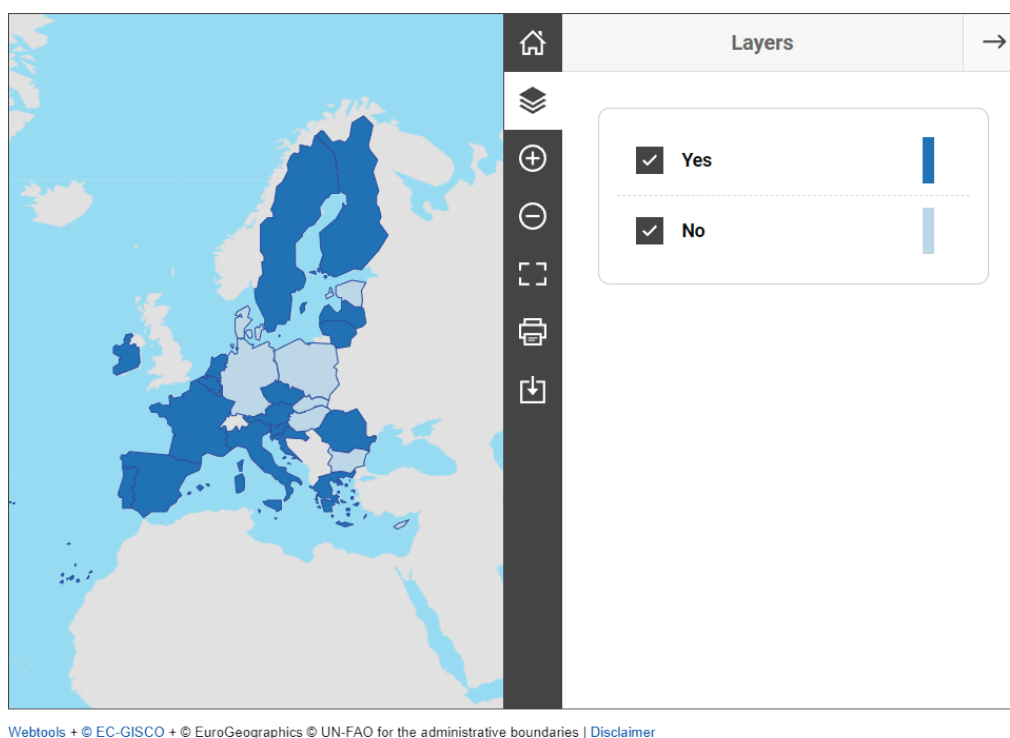 Layers
Yes
No
Webtools + © EC-GISCO + © EuroGeographics © UN-FAO for the administrative boundaries | Disclaimer